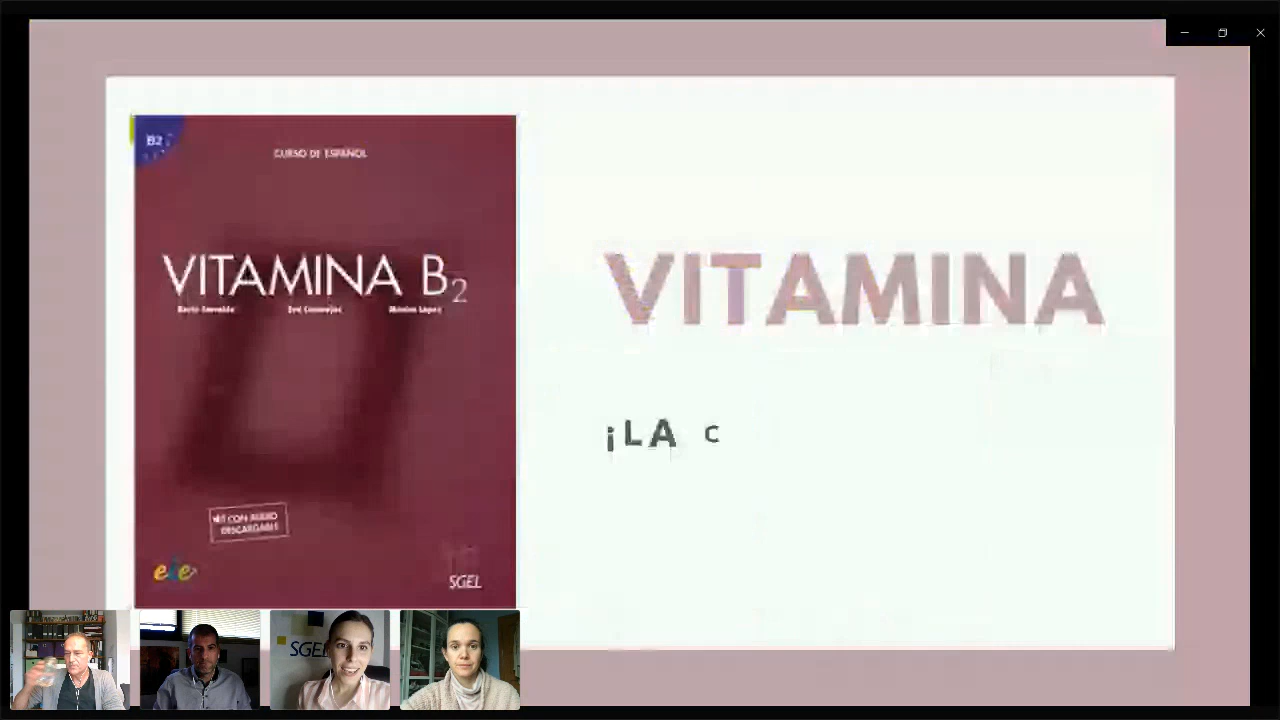 B2
CURSO DE ESPAÑOL
VITAMINA B2
CON AUDIO
DESCARGABLE
ele
SGEL
VITAMINA
¡LA C
SGEL